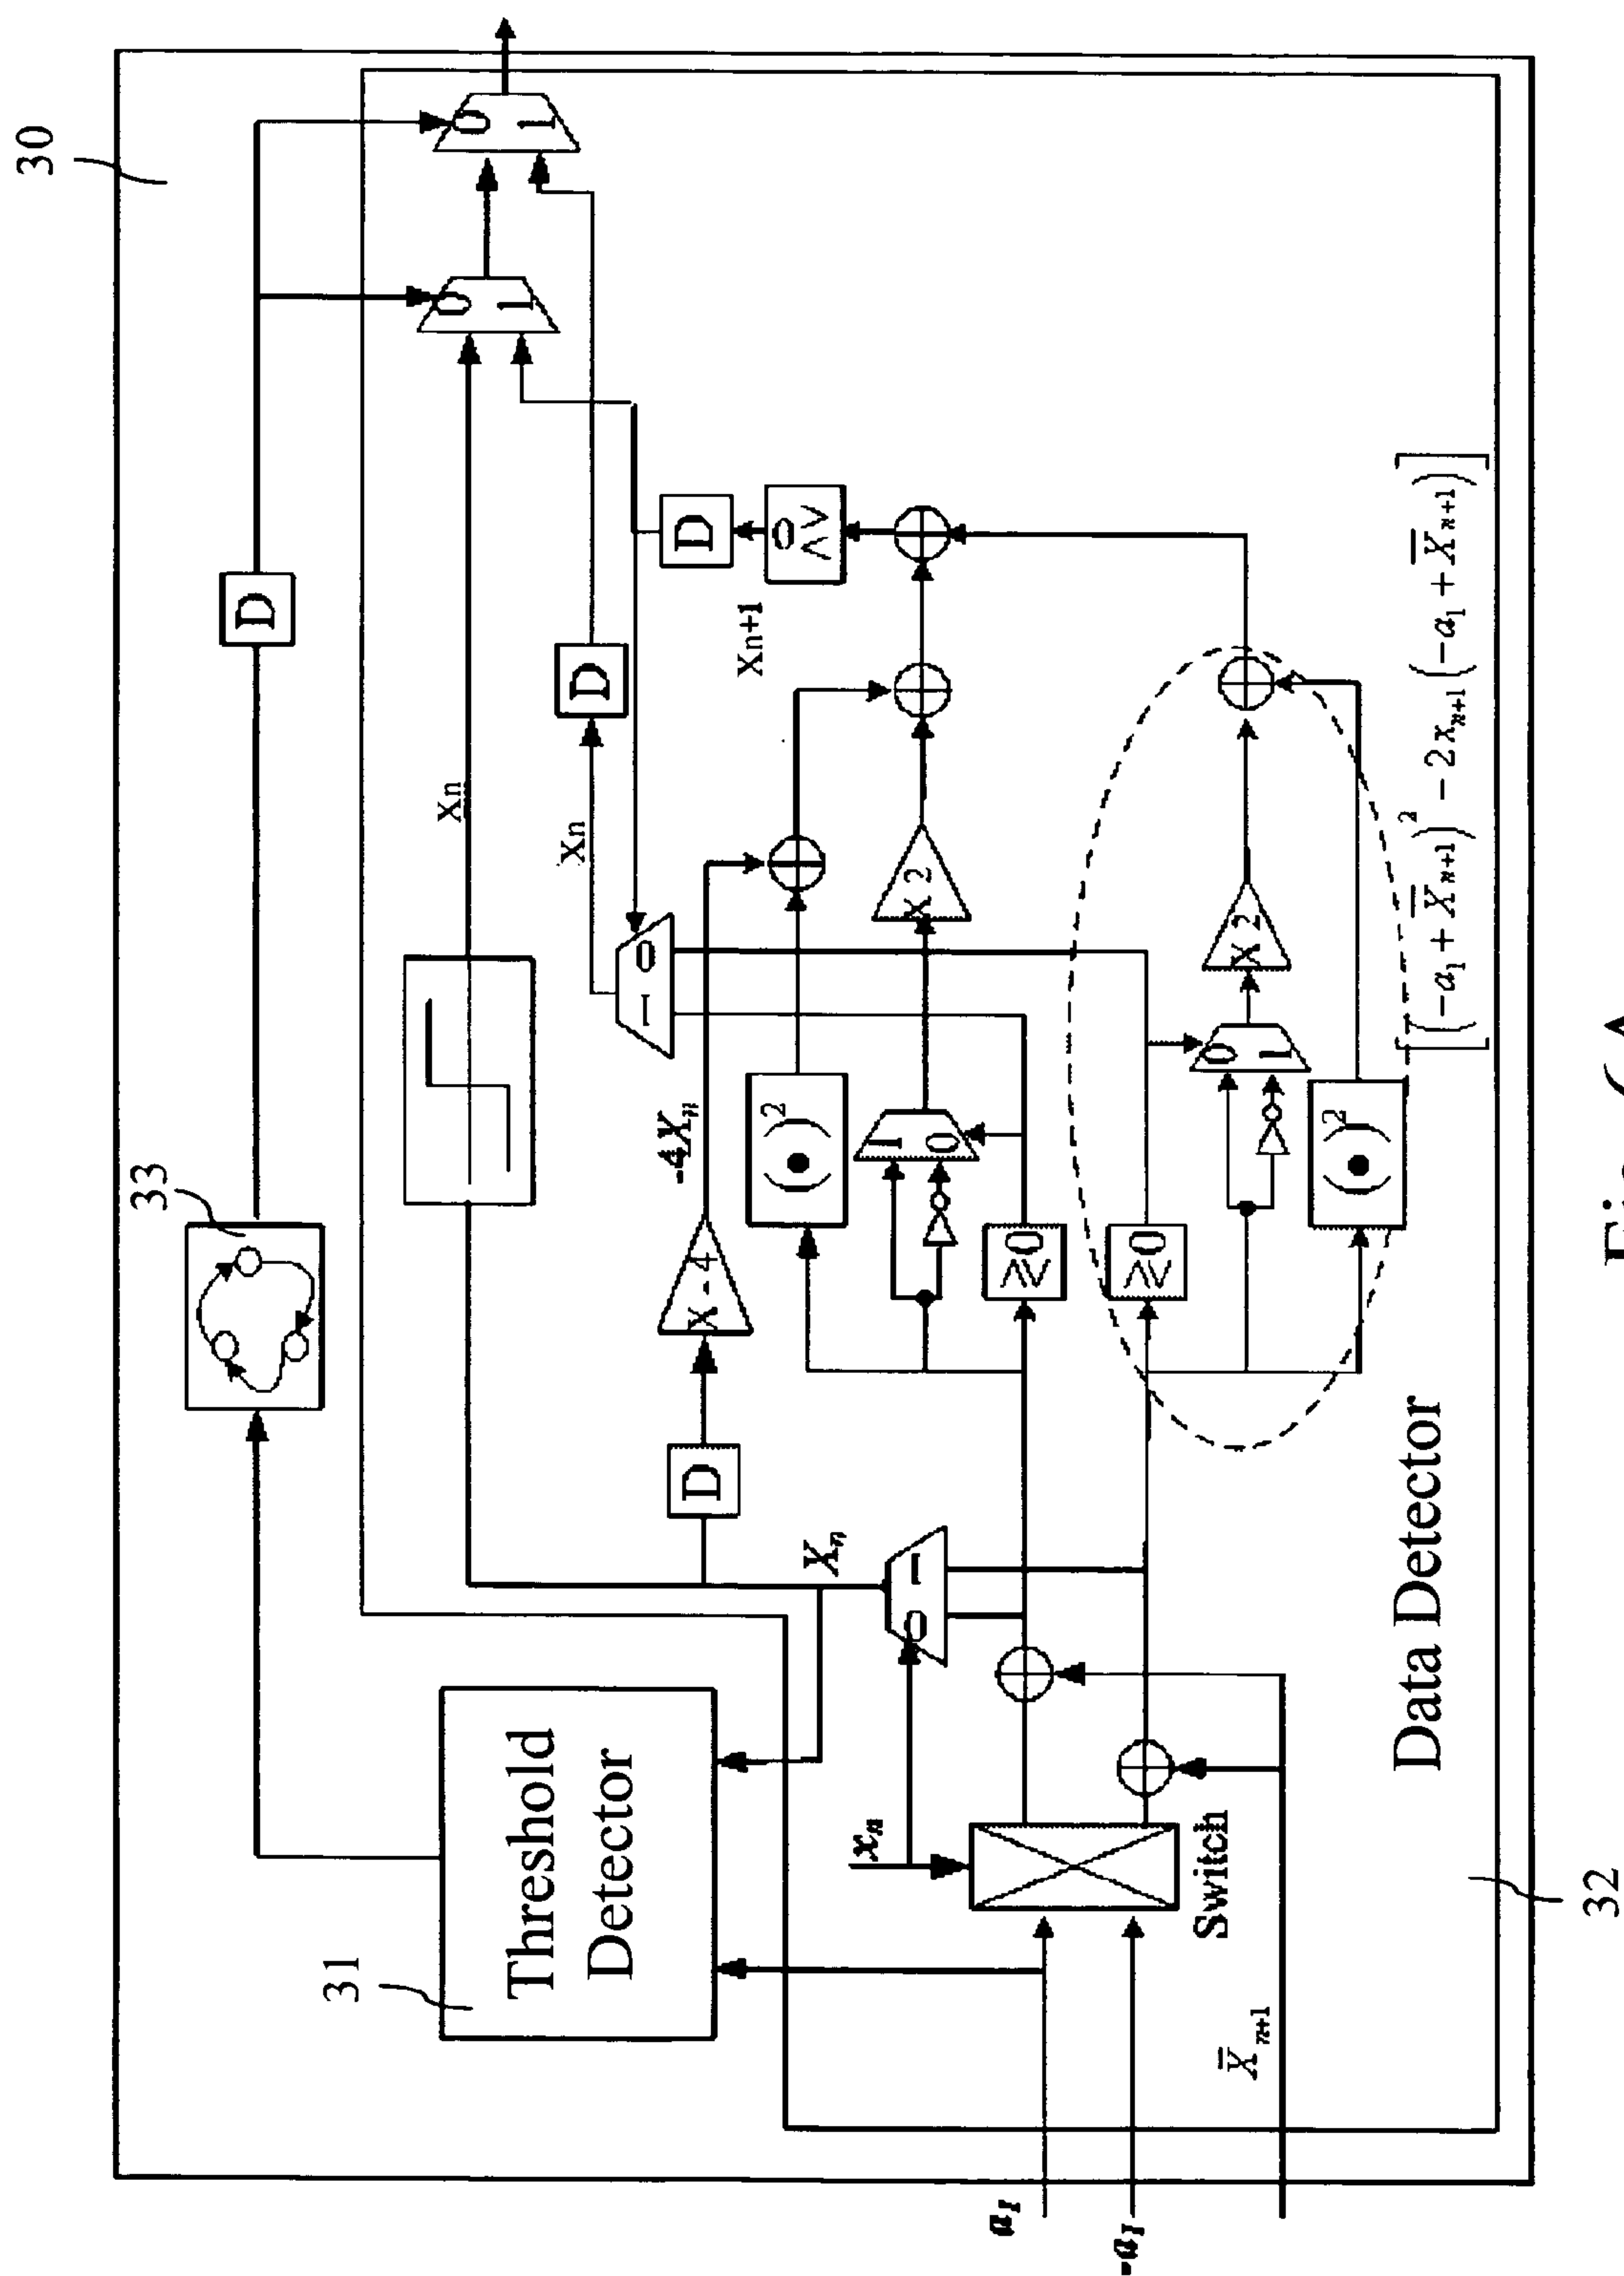 30
33
D
31
Threshold
Detector
0
1
0
1
Xn
D
D
X - 4
-4Xₙ
Xn
D
Xₙ
0 1
1 0
(●)²
X 2
Xn+1
>0
D
1
0
≥0
≥0
0
1
X 2
(●)²
[(-a₁ + X̄ₙ₊₁)² - 2xₙ₊₁(-a₁ + X̄ₙ₊₁)]
xₙ
Switch
a₁
-a₁
X̄ₙ₊₁
Data Detector
32